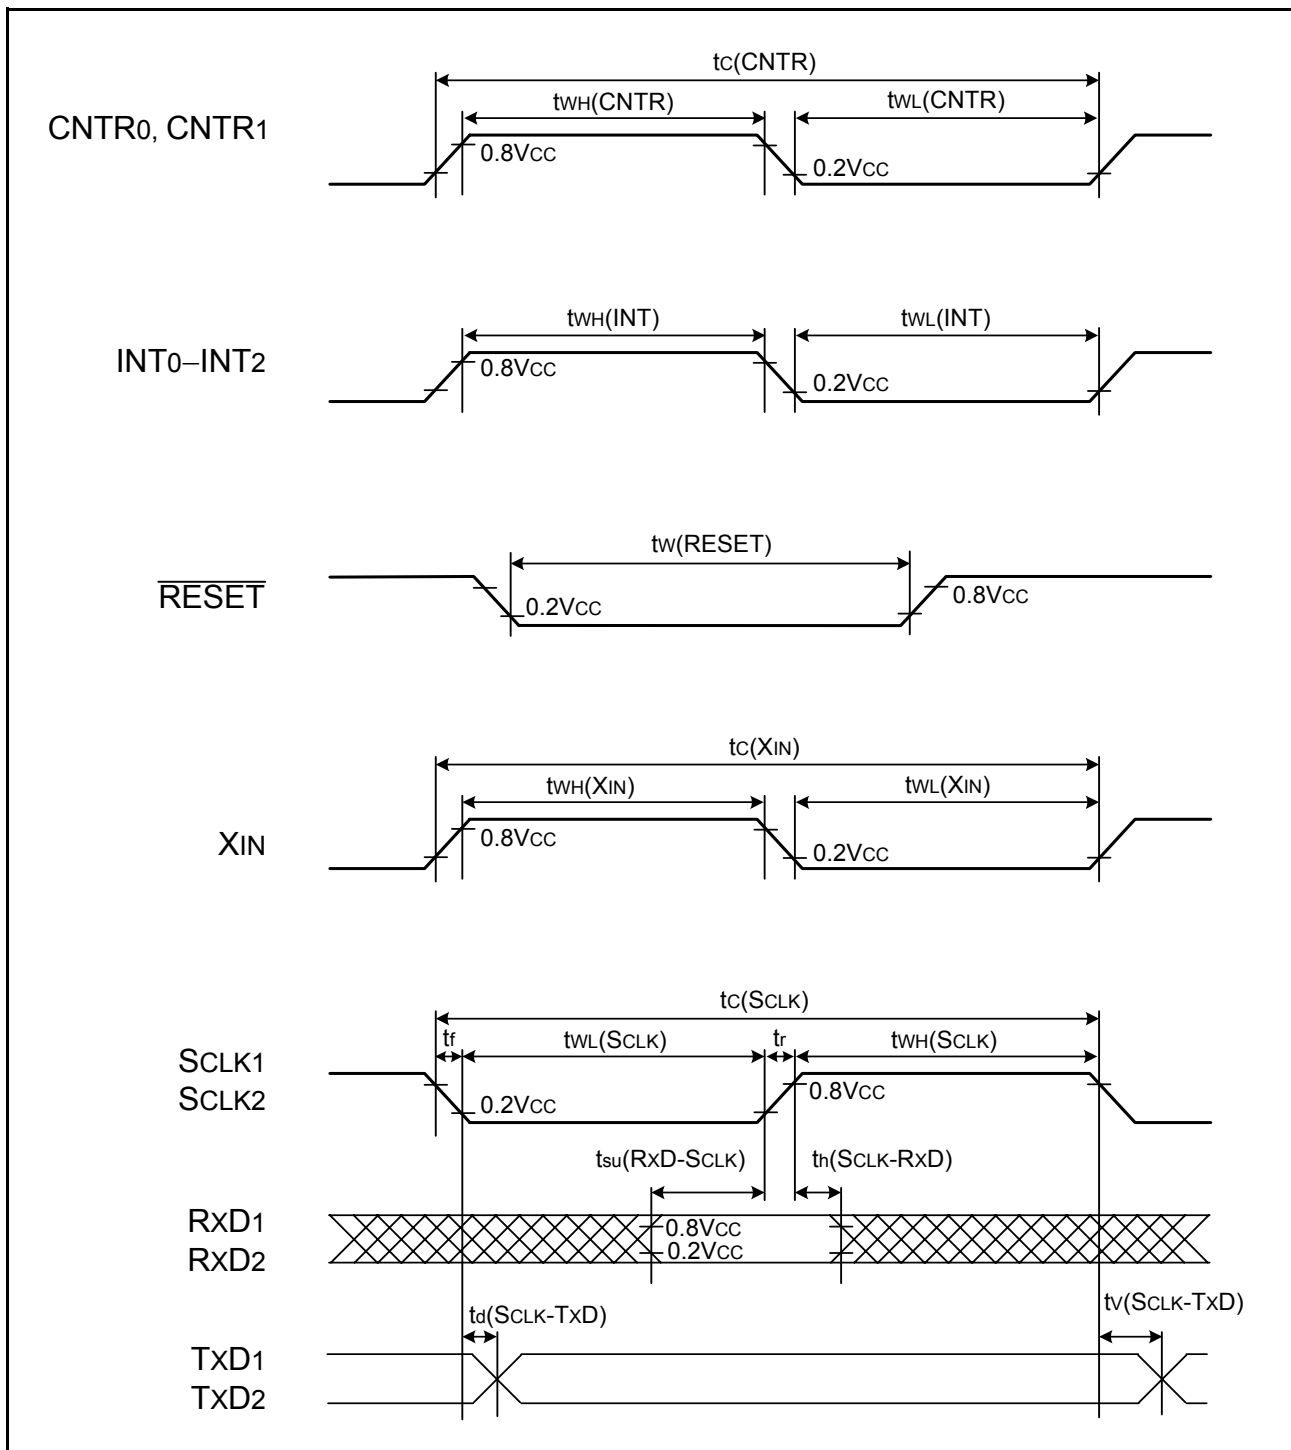 tC(CNTR)
tWH(CNTR) tWL(CNTR)
CNTR0, CNTR1
0.8VCC 0.2VCC
tWH(INT) tWL(INT)
INT0–INT2
0.8VCC 0.2VCC
tW(RESET)
RESET
0.2VCC 0.8VCC
tC(XIN)
tWH(XIN) tWL(XIN)
XIN
0.8VCC 0.2VCC
tC(SCLK)
tf tWL(SCLK) tr tWH(SCLK)
SCLK1
SCLK2
0.2VCC 0.8VCC
tsu(RXD-SCLK) th(SCLK-RXD)
RXD1
RXD2
0.8VCC
0.2VCC
td(SCLK-TXD) tV(SCLK-TXD)
TXD1
TXD2